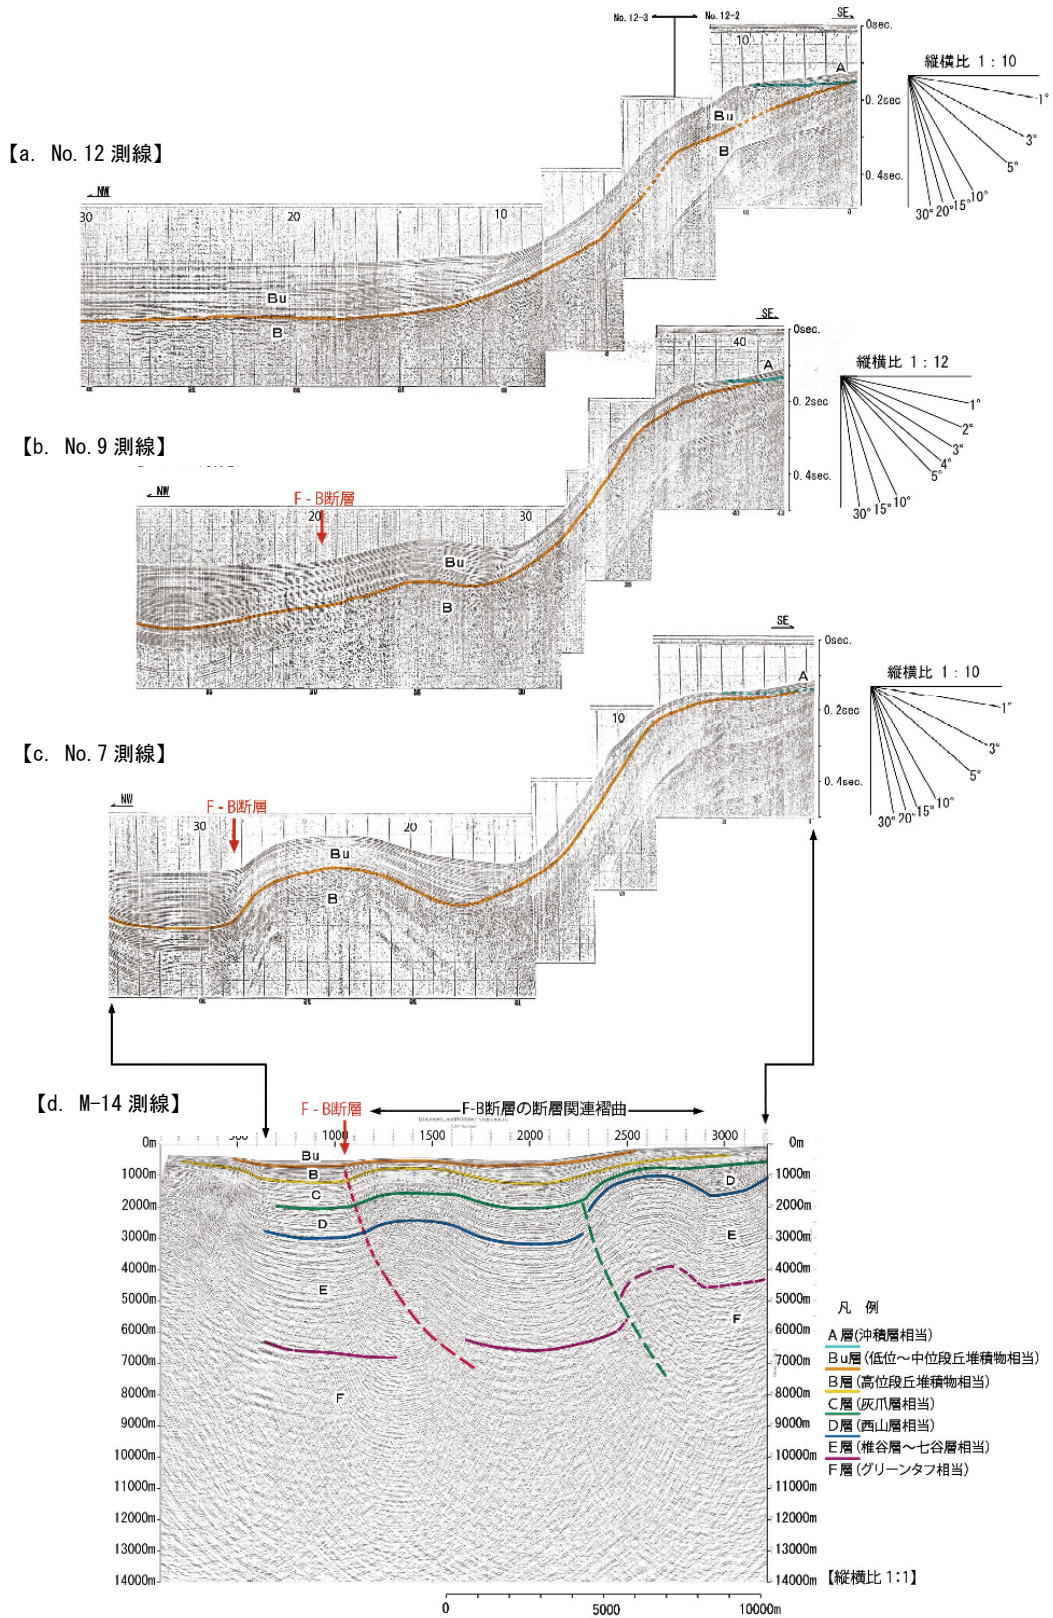 No.12-3
No.12-2
SE
0sec.
10
A
縦横比 1：10
0.2sec
1°
Bu
【a. No.12 測線】
B
3°
5°
0.4sec.
NW
10°
15°
20°
30°
30
20
10
Bu
B
SE
0sec.
40
A
縦横比 1：12
0.2sec
1°
2°
【b. No.9 測線】
3°
4°
5°
0.4sec.
NW
F-B断層
10°
15°
30°
20
30
Bu
B
SE
0sec.
A
縦横比 1：10
0.2sec
1°
10
【c. No.7 測線】
3°
5°
0.4sec.
NW
F-B断層
10°
15°
20°
30°
30
20
Bu
B
【d. M-14 測線】
F-B断層
F-B断層の断層関連褶曲
500
1000
1500
2000
2500
3000
0m
0m
Bu
1000m
B
D
1000m
2000m
C
2000m
3000m
D
E
3000m
4000m
4000m
5000m
E
5000m
凡 例
6000m
F
6000m
A層(沖積層相当)
7000m
7000m
Bu層(低位～中位段丘堆積物相当)
8000m
F
8000m
B層(高位段丘堆積物相当)
9000m
9000m
C層(灰爪層相当)
10000m
10000m
D層(西山層相当)
11000m
11000m
E層(椎谷層～七谷層相当)
12000m
12000m
F層(グリーンタフ相当)
13000m
13000m
14000m
14000m
【縦横比 1:1】
0
5000
10000m